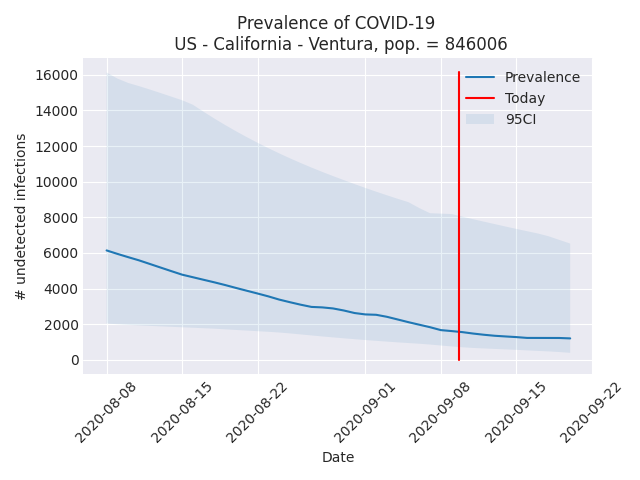 Prevalence of COVID-19
US - California - Ventura, pop. = 846006
Prevalence
Today
95CI
16000
14000
12000
10000
8000
6000
4000
2000
0
# undetected infections
2020-08-08
2020-08-15
2020-08-22
2020-09-01
2020-09-08
2020-09-15
2020-09-22
Date